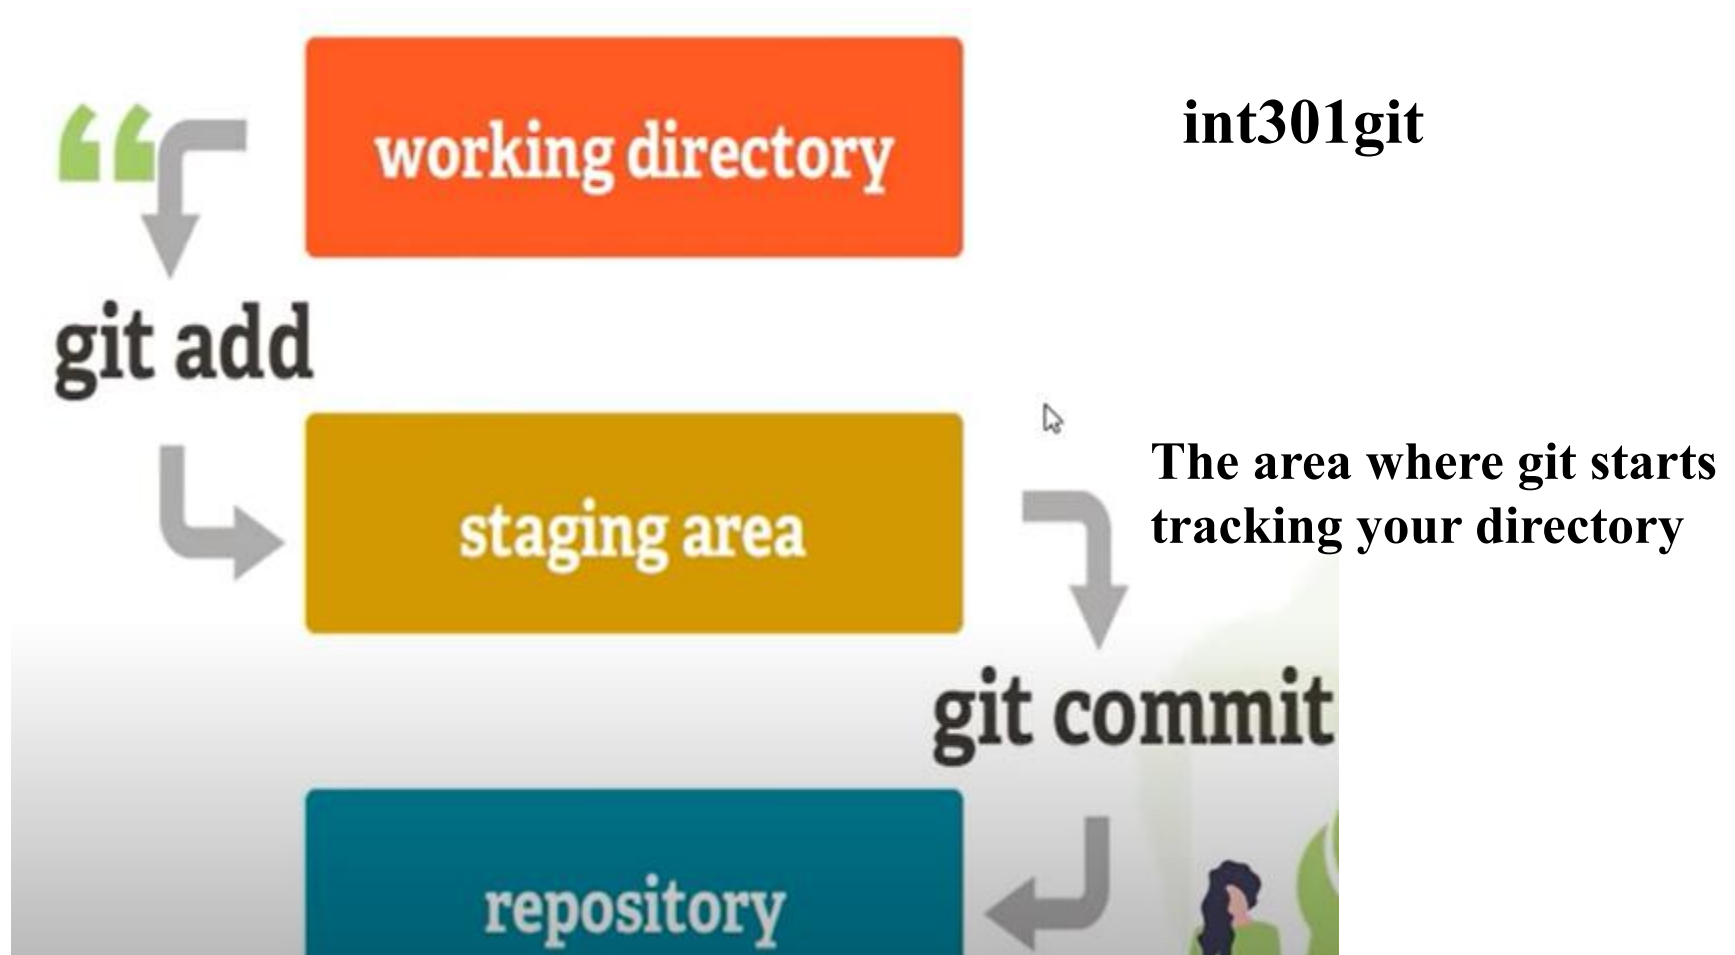 working directory
int301git
git add
The area where git starts
tracking your directory
staging area
git commit
repository